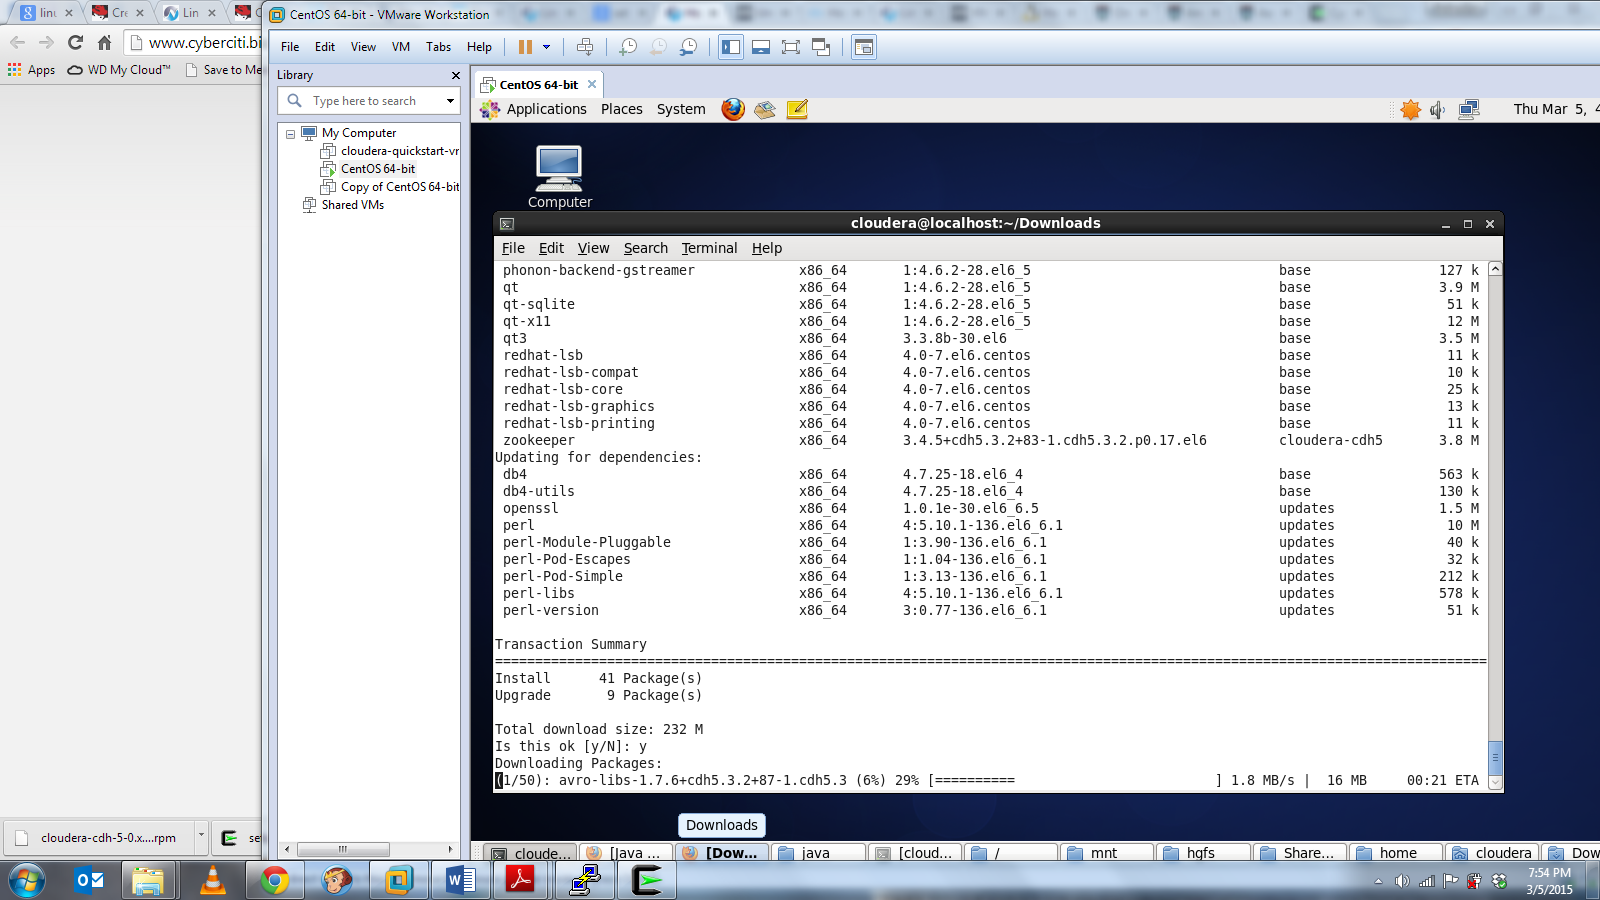 lin
Cre
Lin
C
www.cyberciti.bi
Apps WD My Cloud™ Save to Me
CentOS 64-bit - VMware Workstation
File Edit View VM Tabs Help
Library
Type here to search
My Computer
cloudera-quickstart-vr
CentOS 64-bit
Copy of CentOS 64-bit
Shared VMs
CentOS 64-bit
Applications Places System
Thu Mar 5, 4
Computer
cloudera@localhost:~/Downloads
File Edit View Search Terminal Help
phonon-backend-gstreamer x86_64 1:4.6.2-28.el6_5 base 127 k
qt x86_64 1:4.6.2-28.el6_5 base 3.9 M
qt-sqlite x86_64 1:4.6.2-28.el6_5 base 51 k
qt-x11 x86_64 1:4.6.2-28.el6_5 base 12 M
qt3 x86_64 3.3.8b-30.el6 base 3.5 M
redhat-lsb x86_64 4.0-7.el6.centos base 11 k
redhat-lsb-compat x86_64 4.0-7.el6.centos base 10 k
redhat-lsb-core x86_64 4.0-7.el6.centos base 25 k
redhat-lsb-graphics x86_64 4.0-7.el6.centos base 13 k
redhat-lsb-printing x86_64 4.0-7.el6.centos base 11 k
zookeeper x86_64 3.4.5+cdh5.3.2+83-1.cdh5.3.2.p0.17.el6 cloudera-cdh5 3.8 M
Updating for dependencies:
db4 x86_64 4.7.25-18.el6_4 base 563 k
db4-utils x86_64 4.7.25-18.el6_4 base 130 k
openssl x86_64 1.0.1e-30.el6_6.5 updates 1.5 M
perl x86_64 4:5.10.1-136.el6_6.1 updates 10 M
perl-Module-Pluggable x86_64 1:3.90-136.el6_6.1 updates 40 k
perl-Pod-Escapes x86_64 1:1.04-136.el6_6.1 updates 32 k
perl-Pod-Simple x86_64 1:3.13-136.el6_6.1 updates 212 k
perl-libs x86_64 4:5.10.1-136.el6_6.1 updates 578 k
perl-version x86_64 3:0.77-136.el6_6.1 updates 51 k
Transaction Summary
================================================================================
Install 41 Package(s)
Upgrade 9 Package(s)
Total download size: 232 M
Is this ok [y/N]: y
Downloading Packages:
(1/50): avro-libs-1.7.6+cdh5.3.2+87-1.cdh5.3 (6%) 29% [========== ] 1.8 MB/s | 16 MB 00:21 ETA
Downloads
cloudera-cdh-5-0.x....rpm se
cloude... [Java ... [Dow... java [cloud... / mnt hgfs Share... home cloudera Dow
7:54 PM
3/5/2015